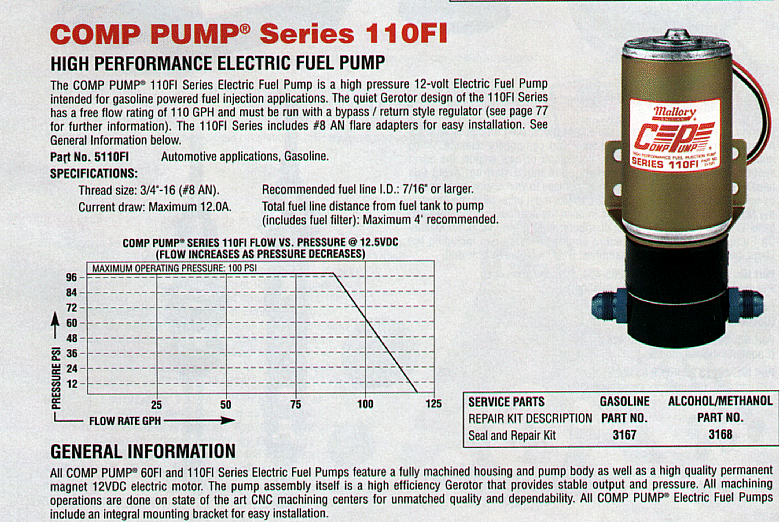 COMP PUMP® Series 110FI
HIGH PERFORMANCE ELECTRIC FUEL PUMP
The COMP PUMP® 110FI Series Electric Fuel Pump is a high pressure 12-volt Electric Fuel Pump
intended for gasoline powered fuel injection applications. The quiet Gerotor design of the 110FI Series
has a free flow rating of 110 GPH and must be run with a bypass / return style regulator (see page 77
for further information). The 110FI Series includes #8 AN flare adapters for easy installation. See
General Information below.
Part No. 5110FI Automotive applications, Gasoline.
SPECIFICATIONS:
Thread size: 3/4"-16 (#8 AN). Recommended fuel line I.D.: 7/16" or larger.
Current draw: Maximum 12.0A. Total fuel line distance from fuel tank to pump
(includes fuel filter): Maximum 4' recommended.
COMP PUMP® SERIES 110FI FLOW VS. PRESSURE @ 12.5VDC
(FLOW INCREASES AS PRESSURE DECREASES)
MAXIMUM OPERATING PRESSURE: 100 PSI
96
84
72
60
48
36
24
12
PRESSURE PSI
25 50 75 100 125
FLOW RATE GPH
Mallory
IGNITION
CPP
COMP PUMP
HIGH PERFORMANCE FUEL INJECTION PUMP
SERIES 110FI
PART NO.
SERVICE PARTS GASOLINE ALCOHOL/METHANOL
REPAIR KIT DESCRIPTION PART NO. PART NO.
Seal and Repair Kit 3167 3168
GENERAL INFORMATION
All COMP PUMP® 60FI and 110FI Series Electric Fuel Pumps feature a fully machined housing and pump body as well as a high quality permanent
magnet 12VDC electric motor. The pump assembly itself is a high efficiency Gerotor that provides stable output and pressure. All machining
operations are done on state of the art CNC machining centers for unmatched quality and dependability. All COMP PUMP® Electric Fuel Pumps
include an integral mounting bracket for easy installation.